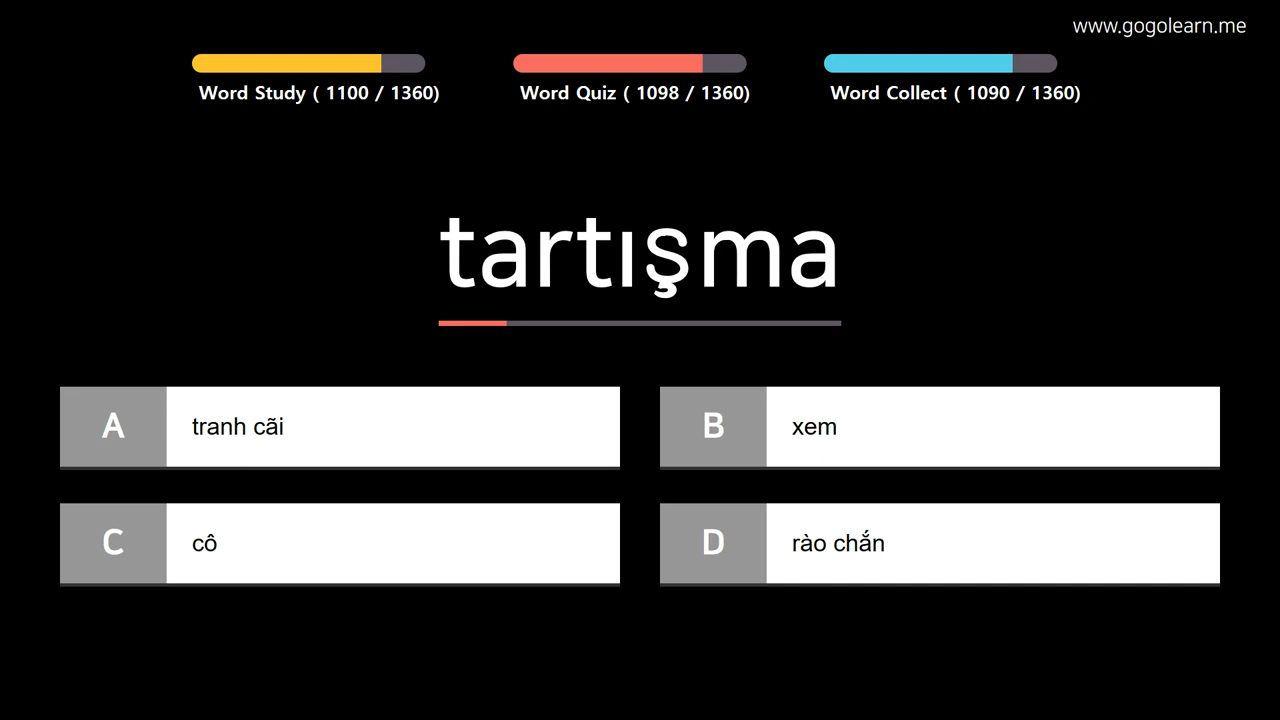 www.gogolearn.me
Word Study ( 1100 / 1360)
Word Quiz ( 1098 / 1360)
Word Collect ( 1090 / 1360)
tartışma
A
tranh cãi
B
xem
C
cô
D
rào chắn